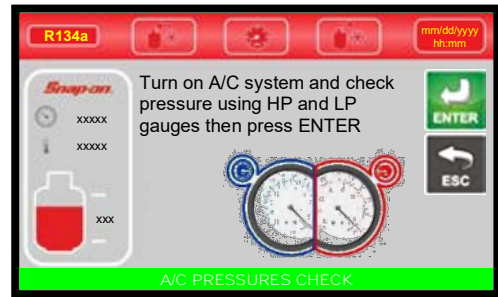 R134a
mm/dd/yyyy
hh:mm
Snap-on
xxxxx
xxxxx
xxx
Turn on A/C system and check
pressure using HP and LP
gauges then press ENTER
ENTER
ESC
A/C PRESSURES CHECK